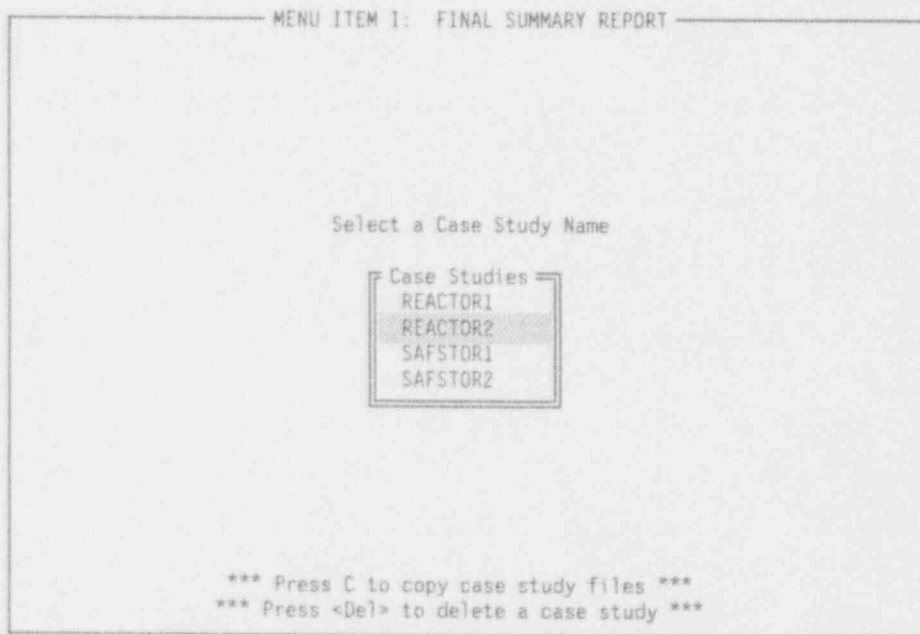 MENU ITEM I: FINAL SUMMARY REPORT
Select a Case Study Name
Case Studies
REACTOR1
REACTOR2
SAFSTOR1
SAFSTOR2
*** Press C to copy case study files ***
*** Press <Del> to delete a case study ***